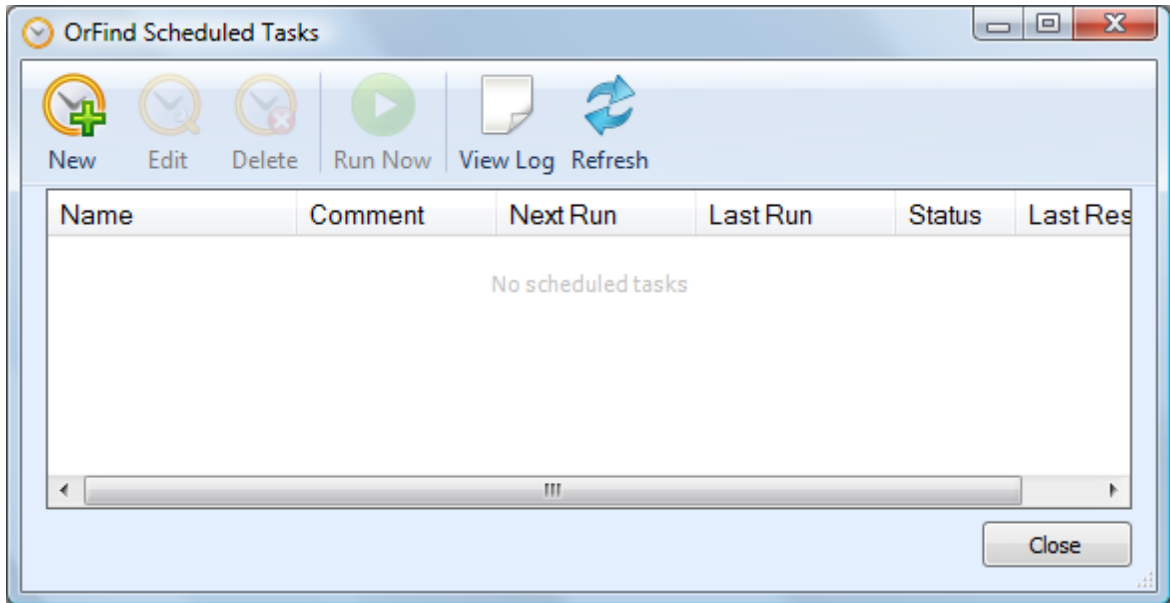 OrFind Scheduled Tasks
New Edit Delete Run Now View Log Refresh
Name Comment Next Run Last Run Status Last Res
No scheduled tasks
Close